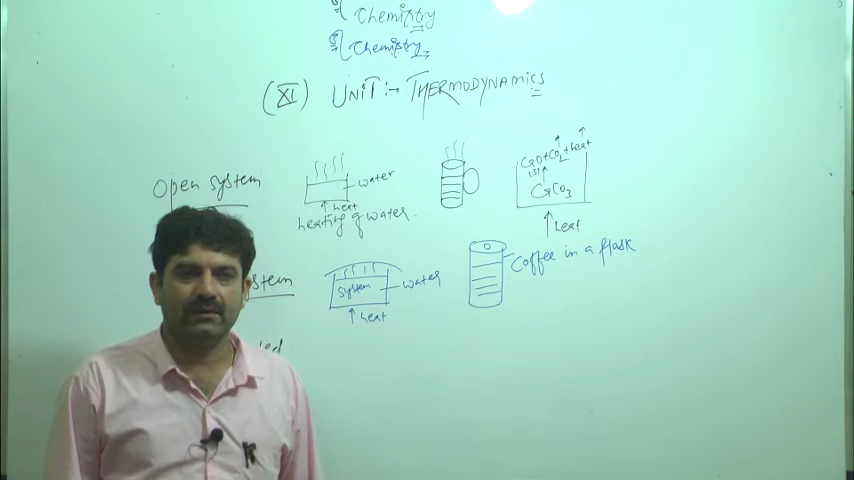 Chemistry
Chemistry
(XI) UNIT :→ THERMODYNAMICS
Open system
water
↑ heat
heating of water.
CaO+CO2+heat
(s)
CaCO3
↑ heat
stem
system
water
↑ heat
Coffee in a flask